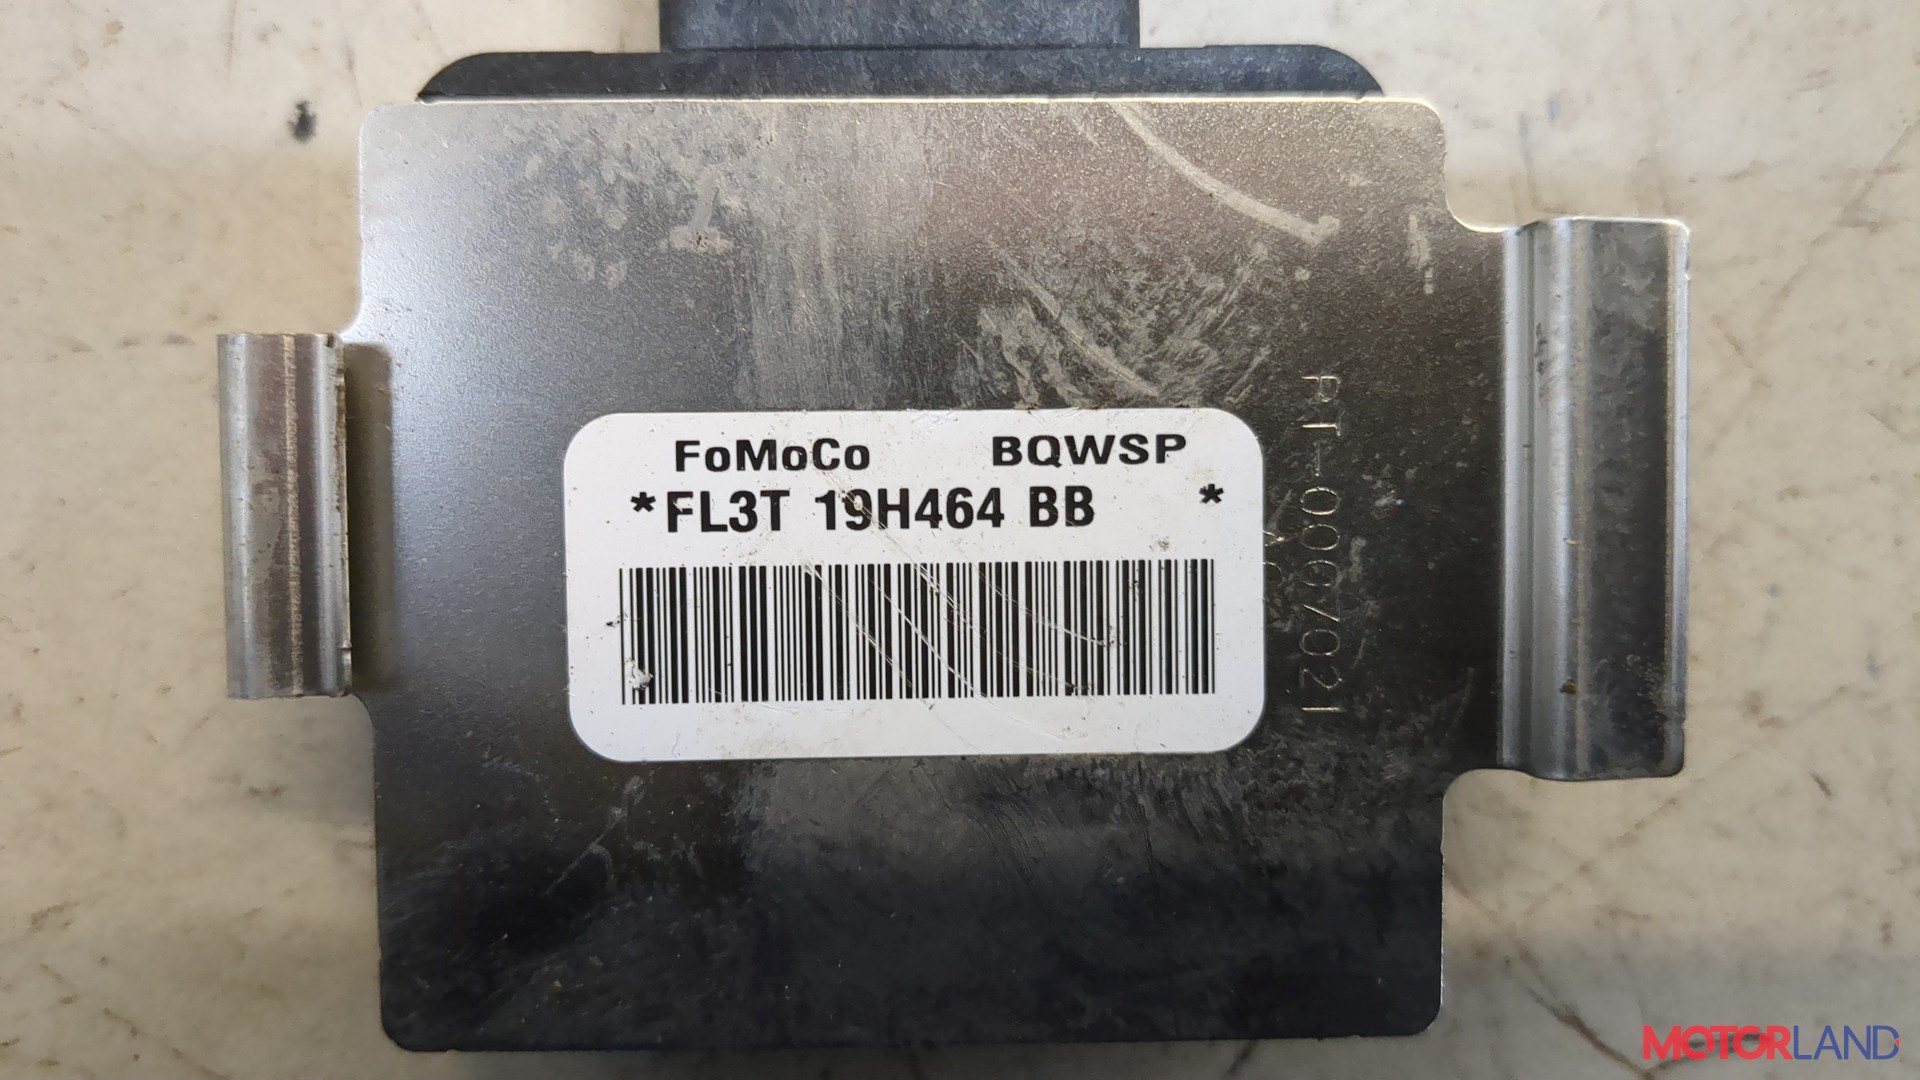 FoMoCo BQWSP
*FL3T 19H464 BB *
MOTORLAND